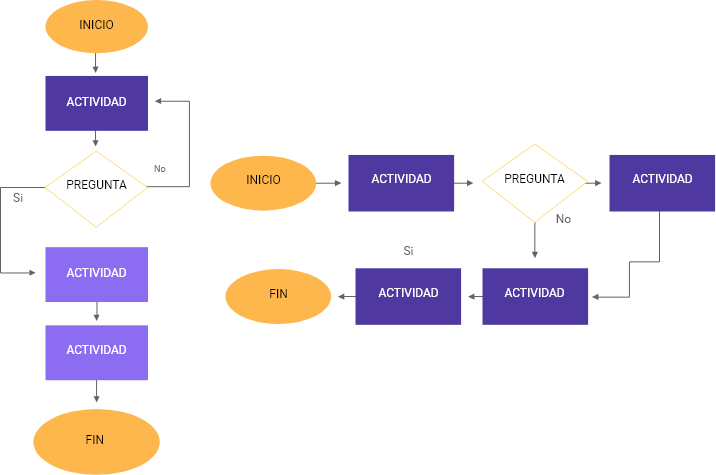 INICIO
ACTIVIDAD
PREGUNTA
No
Si
ACTIVIDAD
ACTIVIDAD
FIN
INICIO
ACTIVIDAD
PREGUNTA
ACTIVIDAD
No
Si
FIN
ACTIVIDAD
ACTIVIDAD